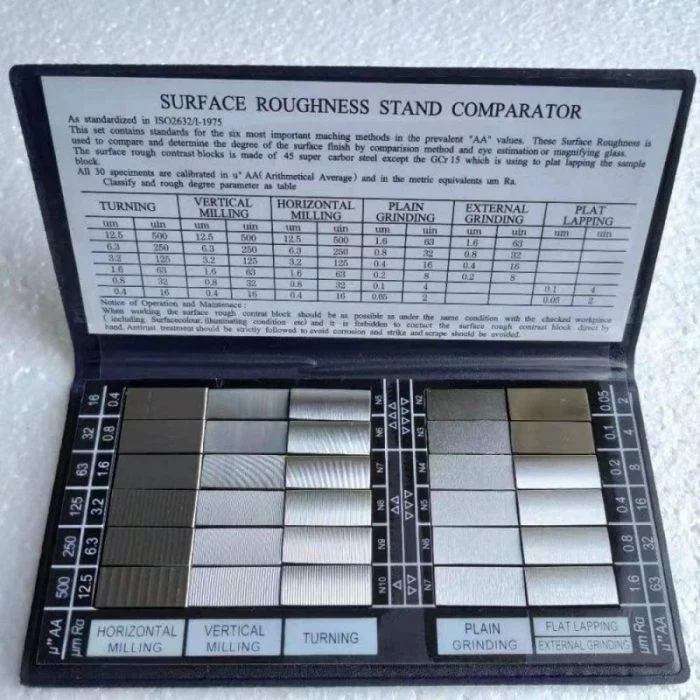 SURFACE ROUGHNESS STAND COMPARATOR
As standardized in ISO2632/I-1975
This set contains standards for the six most important maching methods in the prevalent "AA" values. These Surface Roughness is
used to compare and determine the degree of the surface finish by comparision method and eye estimation or magnifying glass.
The surface rough contrast blocks is made of 45 super carbor steel except the GCr15 which is using to plat lapping the sample
block.
All 30 specimens are calibrated in u" AA(Arithmetical Average) and in the metric equivalents um Ra.
Classify and rough degree parameter as table
TURNING VERTICAL MILLING HORIZONTAL MILLING PLAIN GRINDING EXTERNAL GRINDING PLAT LAPPING
um uin um uin um uin um uin um uin um uin
12.5 500 12.5 500 12.5 500 1.6 63 1.6 63
6.3 250 6.3 250 6.3 250 0.8 32 0.8 32
3.2 125 3.2 125 3.2 125 0.4 16 0.4 16
1.6 63 1.6 63 1.6 63 0.2 8 0.2 8
0.8 32 0.8 32 0.8 32 0.1 4 0.1 4
0.4 16 0.4 16 0.4 16 0.05 2 0.05 2
Notice of Operation and Maintenace :
When working the surface rough contrast block should be as possible as under the same condition with the checked workpiece
( including. Surfacecolour, illuminating condition etc) and it is forbidden to contact the surface rough contrast block direct by
hand. Antirust treatment should be strictly followed to avoid corrosion and strike and scrape should be avoided.
16 0.4 N5 N2 0.05 2
32 0.8 N6 N3 0.1 4
63 1.6 N7 N4 0.2 8
125 3.2 N8 N5 0.4 16
250 6.3 N9 N6 0.8 32
500 12.5 N10 N7 1.6 63
μ"AA μm Ra HORIZONTAL MILLING VERTICAL MILLING TURNING PLAIN GRINDING FLAT LAPPING EXTERNAL GRINDING μm Ra μ"AA